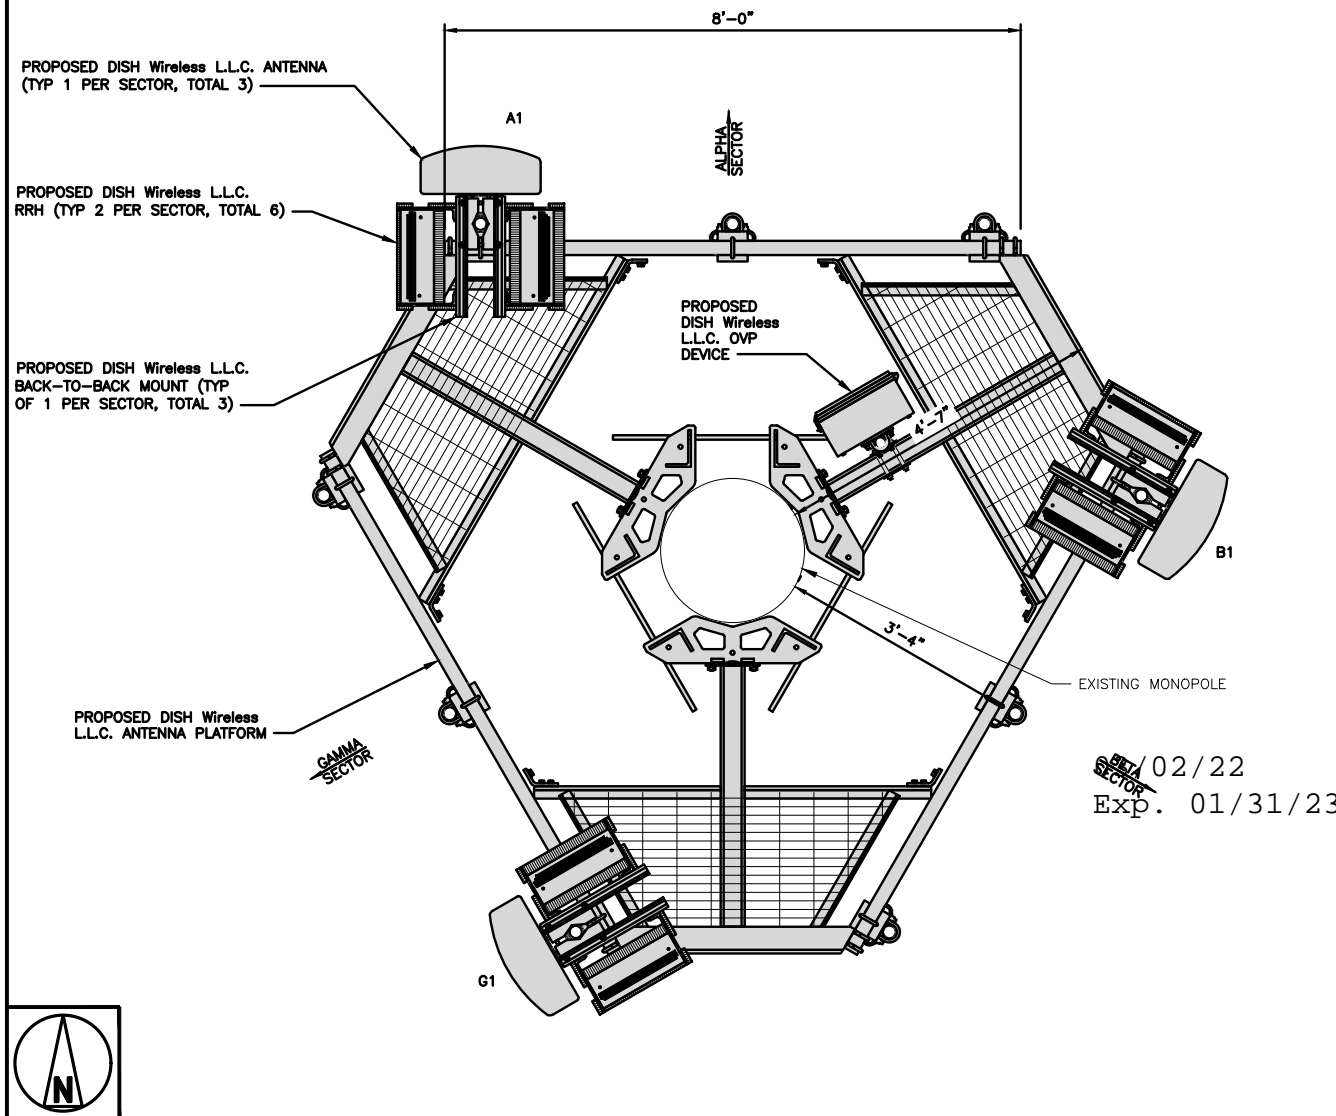 8'-0"
PROPOSED DISH Wireless L.L.C. ANTENNA
(TYP 1 PER SECTOR, TOTAL 3)
A1
ALPHA
SECTOR
PROPOSED DISH Wireless L.L.C.
RRH (TYP 2 PER SECTOR, TOTAL 6)
PROPOSED
DISH Wireless
L.L.C. OVP
DEVICE
PROPOSED DISH Wireless L.L.C.
BACK-TO-BACK MOUNT (TYP
OF 1 PER SECTOR, TOTAL 3)
4'-7"
B1
3'-4"
EXISTING MONOPOLE
PROPOSED DISH Wireless
L.L.C. ANTENNA PLATFORM
GAMMA
SECTOR
BETA
SECTOR
/02/22
Exp. 01/31/23
G1
N